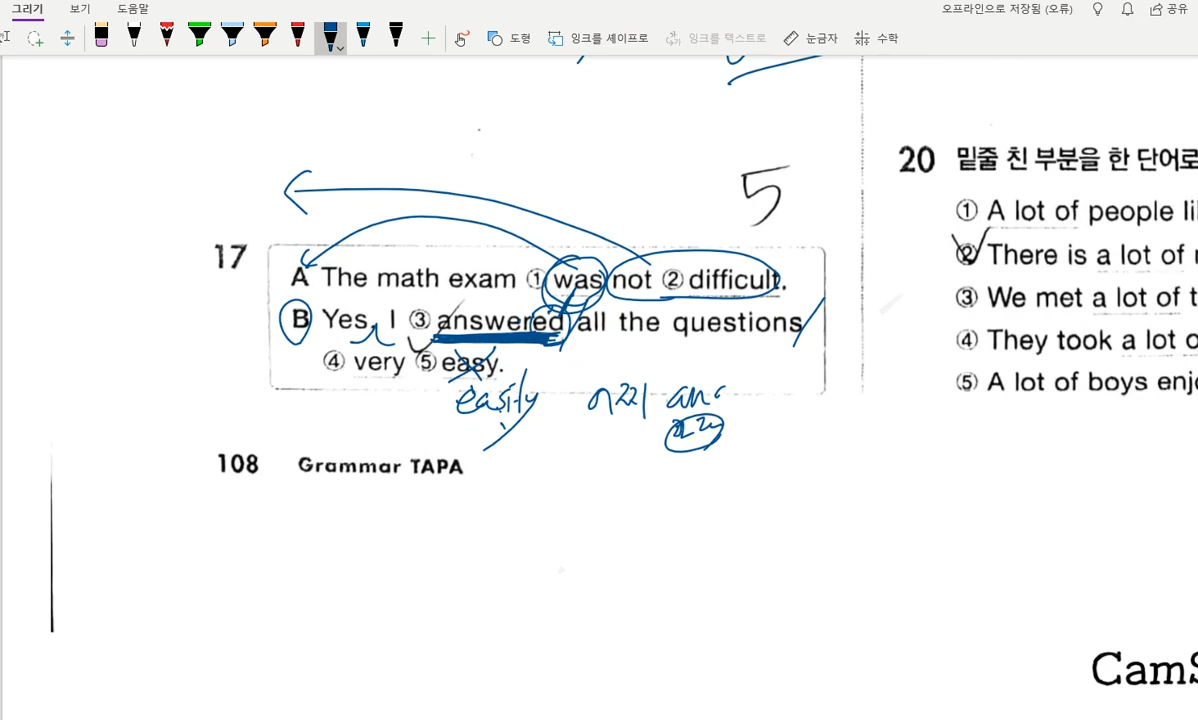 그리기 보기 도움말 오프라인으로 저장됨 (오류) 공유
도형 잉크를 셰이프로 잉크를 텍스트로 눈금자 수학
5
17
A The math exam ① was not ② difficult.
B Yes, I ③ answered all the questions
④ very ⑤ easy.
easily
108 Grammar TAPA
20 밑줄 친 부분을 한 단어로
① A lot of people li
② There is a lot of
③ We met a lot of
④ They took a lot o
⑤ A lot of boys enj
CamS